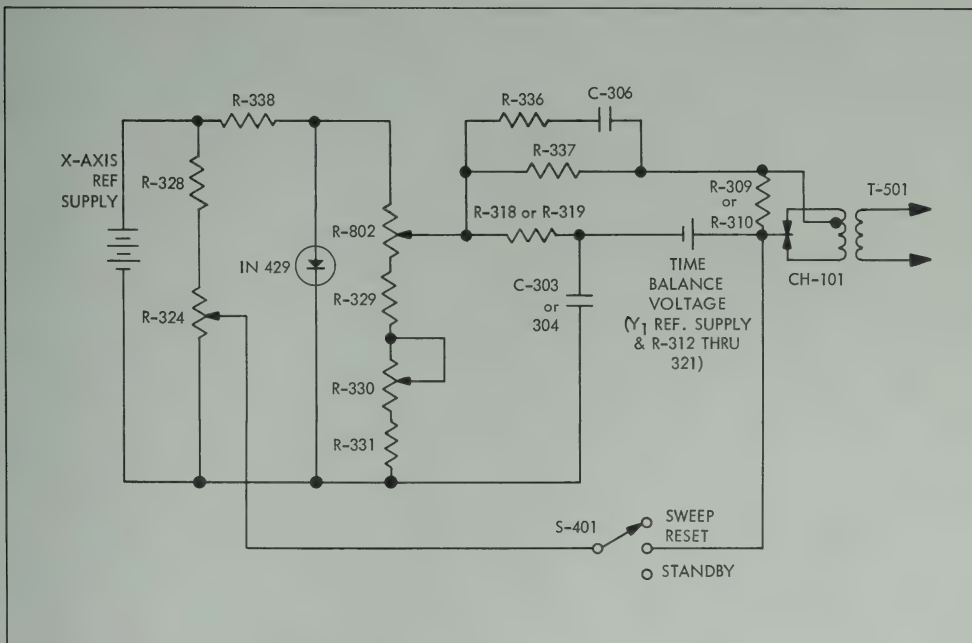 R-338
X-AXIS
REF
SUPPLY
R-328
R-324
IN 429
R-802
R-329
R-330
R-331
R-336
C-306
R-337
R-318 or R-319
C-303
or
304
TIME
BALANCE
VOLTAGE
(Y1 REF. SUPPLY
& R-312 THRU
321)
R-309
or
R-310
T-501
CH-101
S-401
SWEEP
RESET
STANDBY